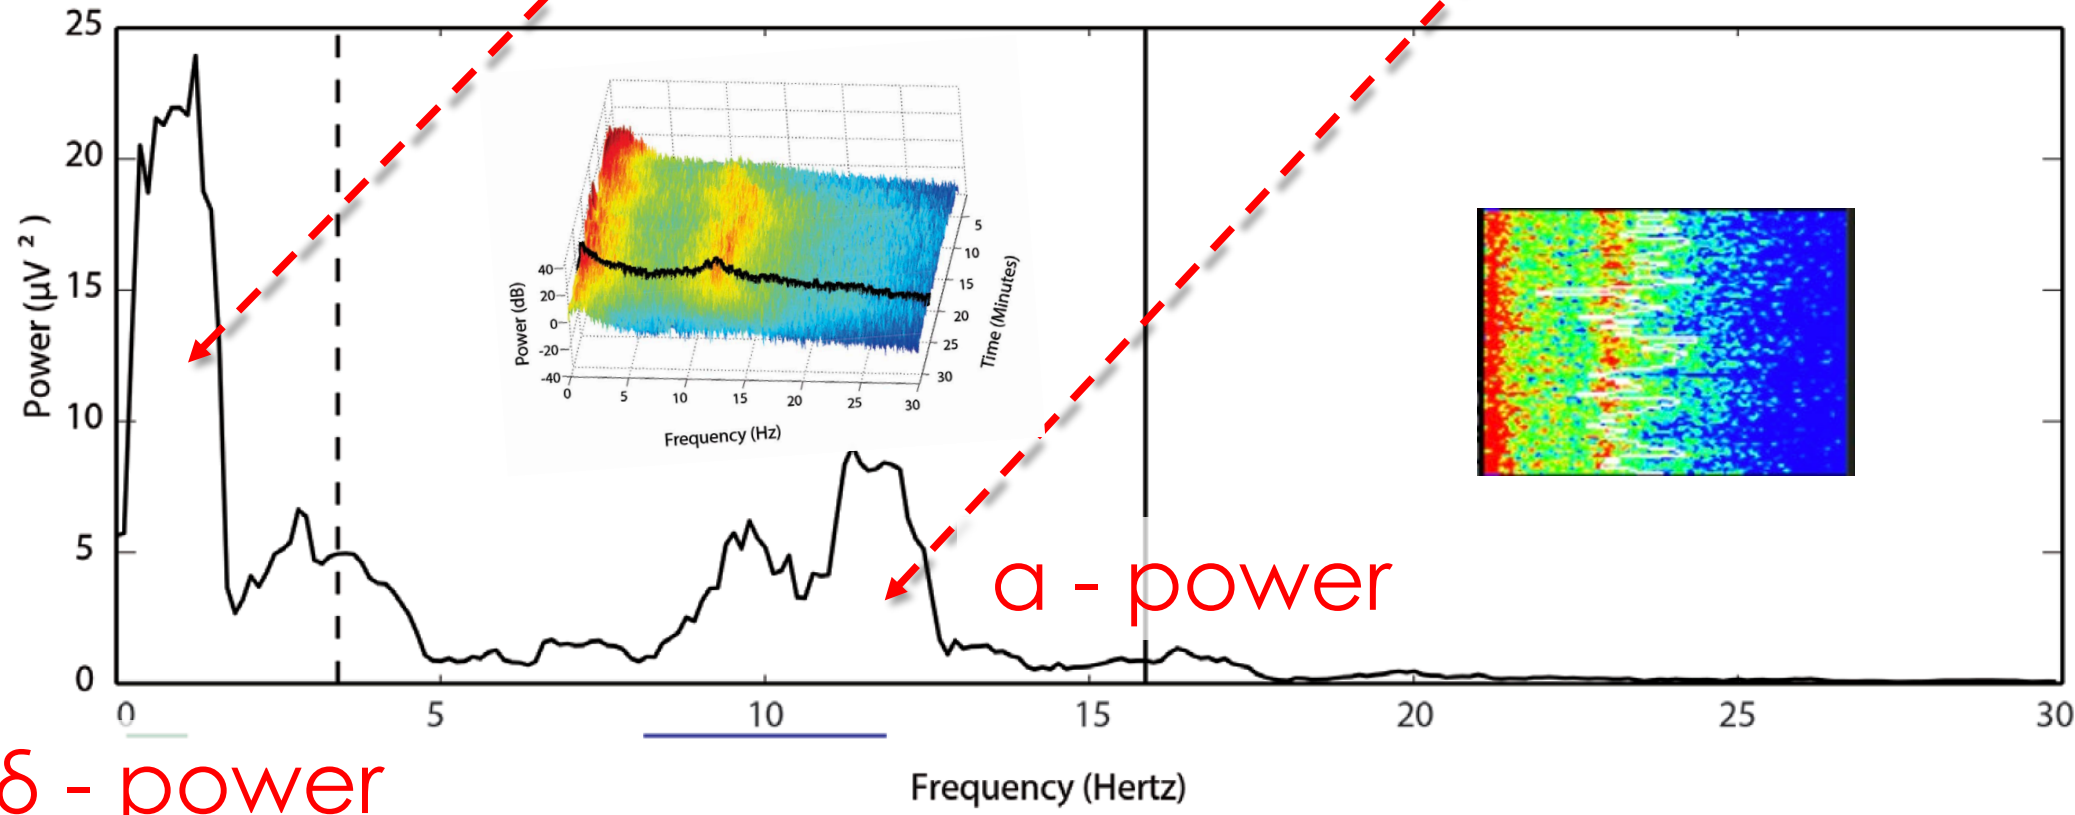 25
20
15
10
5
0
Power (µV ²)
0 5 10 15 20 25 30
Frequency (Hertz)
40
20
0
-20
-40
Power (dB)
0 5 10 15 20 25 30
Frequency (Hz)
5
10
15
20
25
30
Time (Minutes)
α - power
δ - power